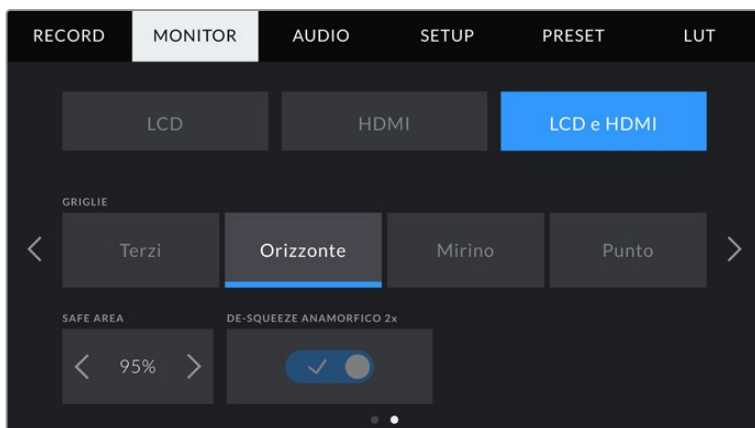 RECORD MONITOR AUDIO SETUP PRESET LUT
LCD HDMI LCD e HDMI
GRIGLIE
Terzi Orizzonte Mirino Punto
SAFE AREA DE-SQUEEZE ANAMORFICO 2x
95%